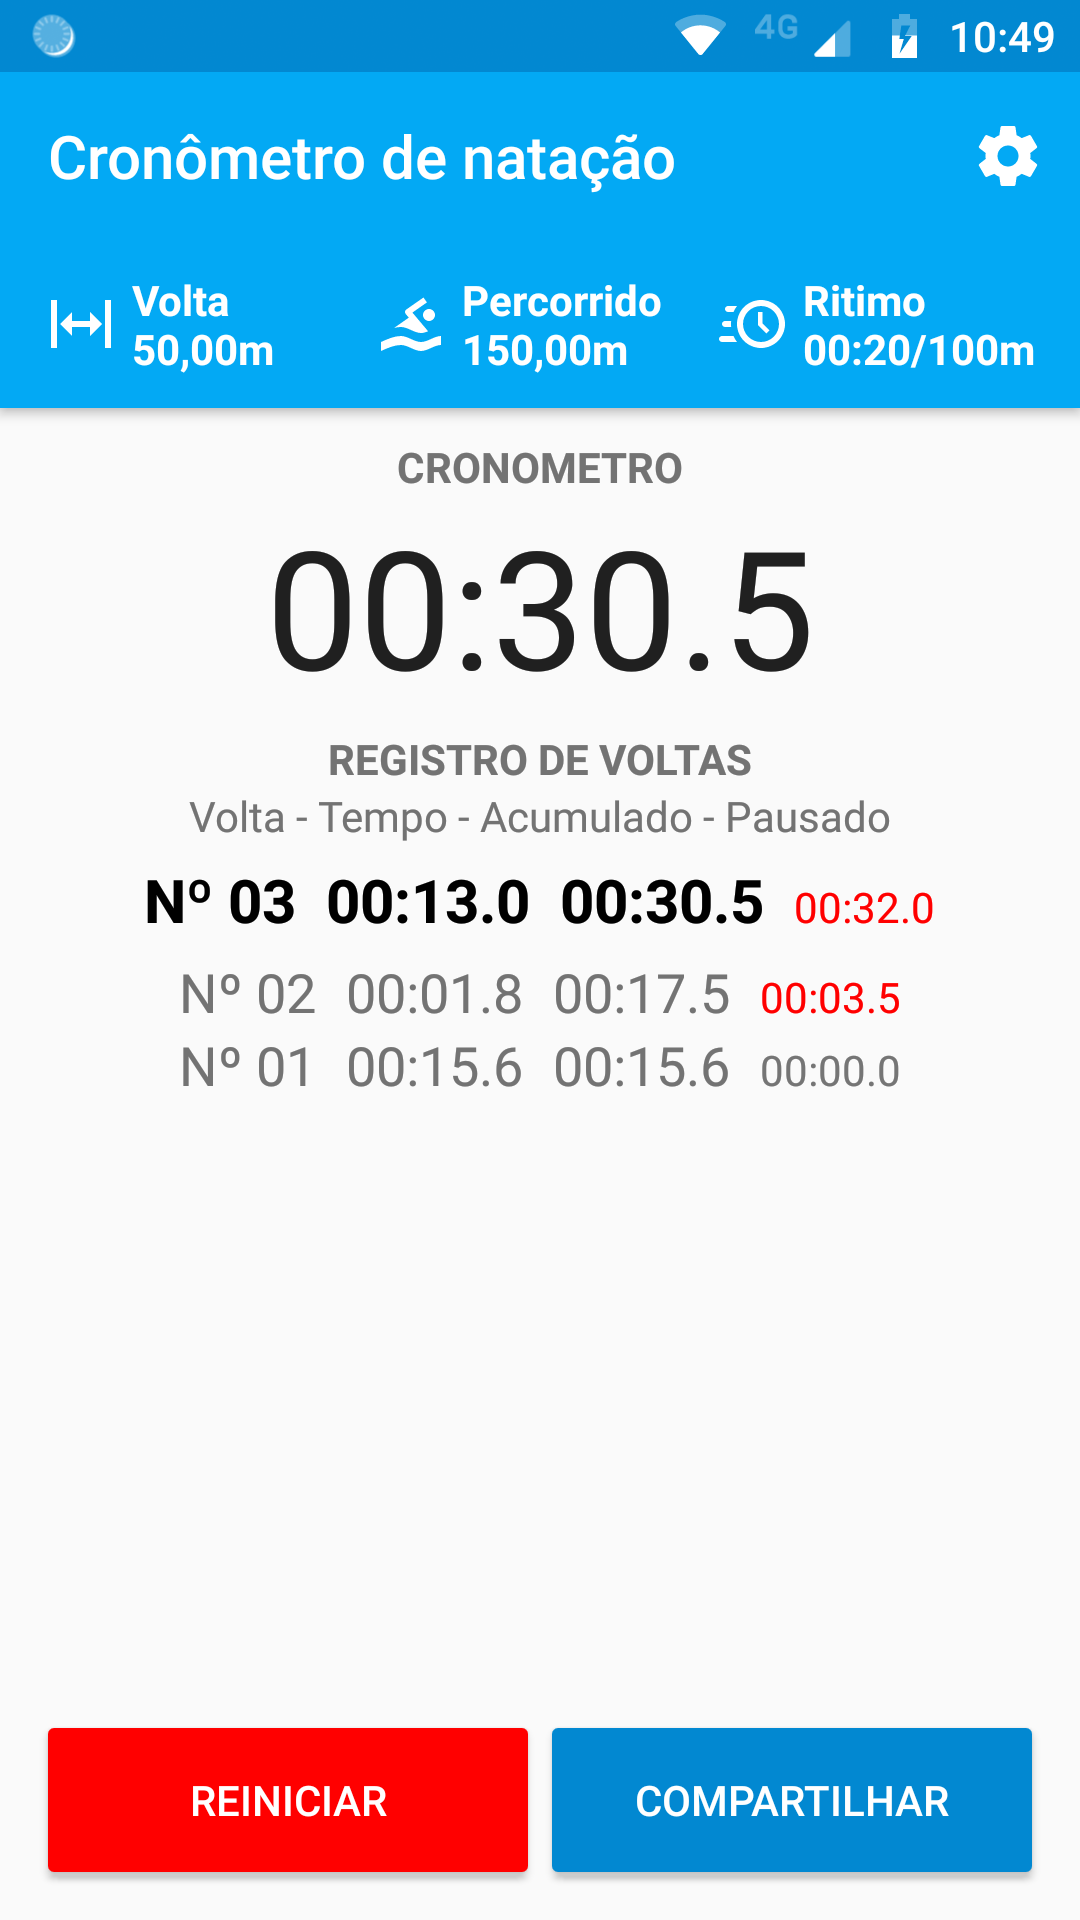 4G 10:49
Cronômetro de natação
Volta Percorrido Ritimo
50,00m 150,00m 00:20/100m
CRONOMETRO
00:30.5
REGISTRO DE VOLTAS
Volta - Tempo - Acumulado - Pausado
Nº 03 00:13.0 00:30.5 00:32.0
Nº 02 00:01.8 00:17.5 00:03.5
Nº 01 00:15.6 00:15.6 00:00.0
REINICIAR COMPARTILHAR